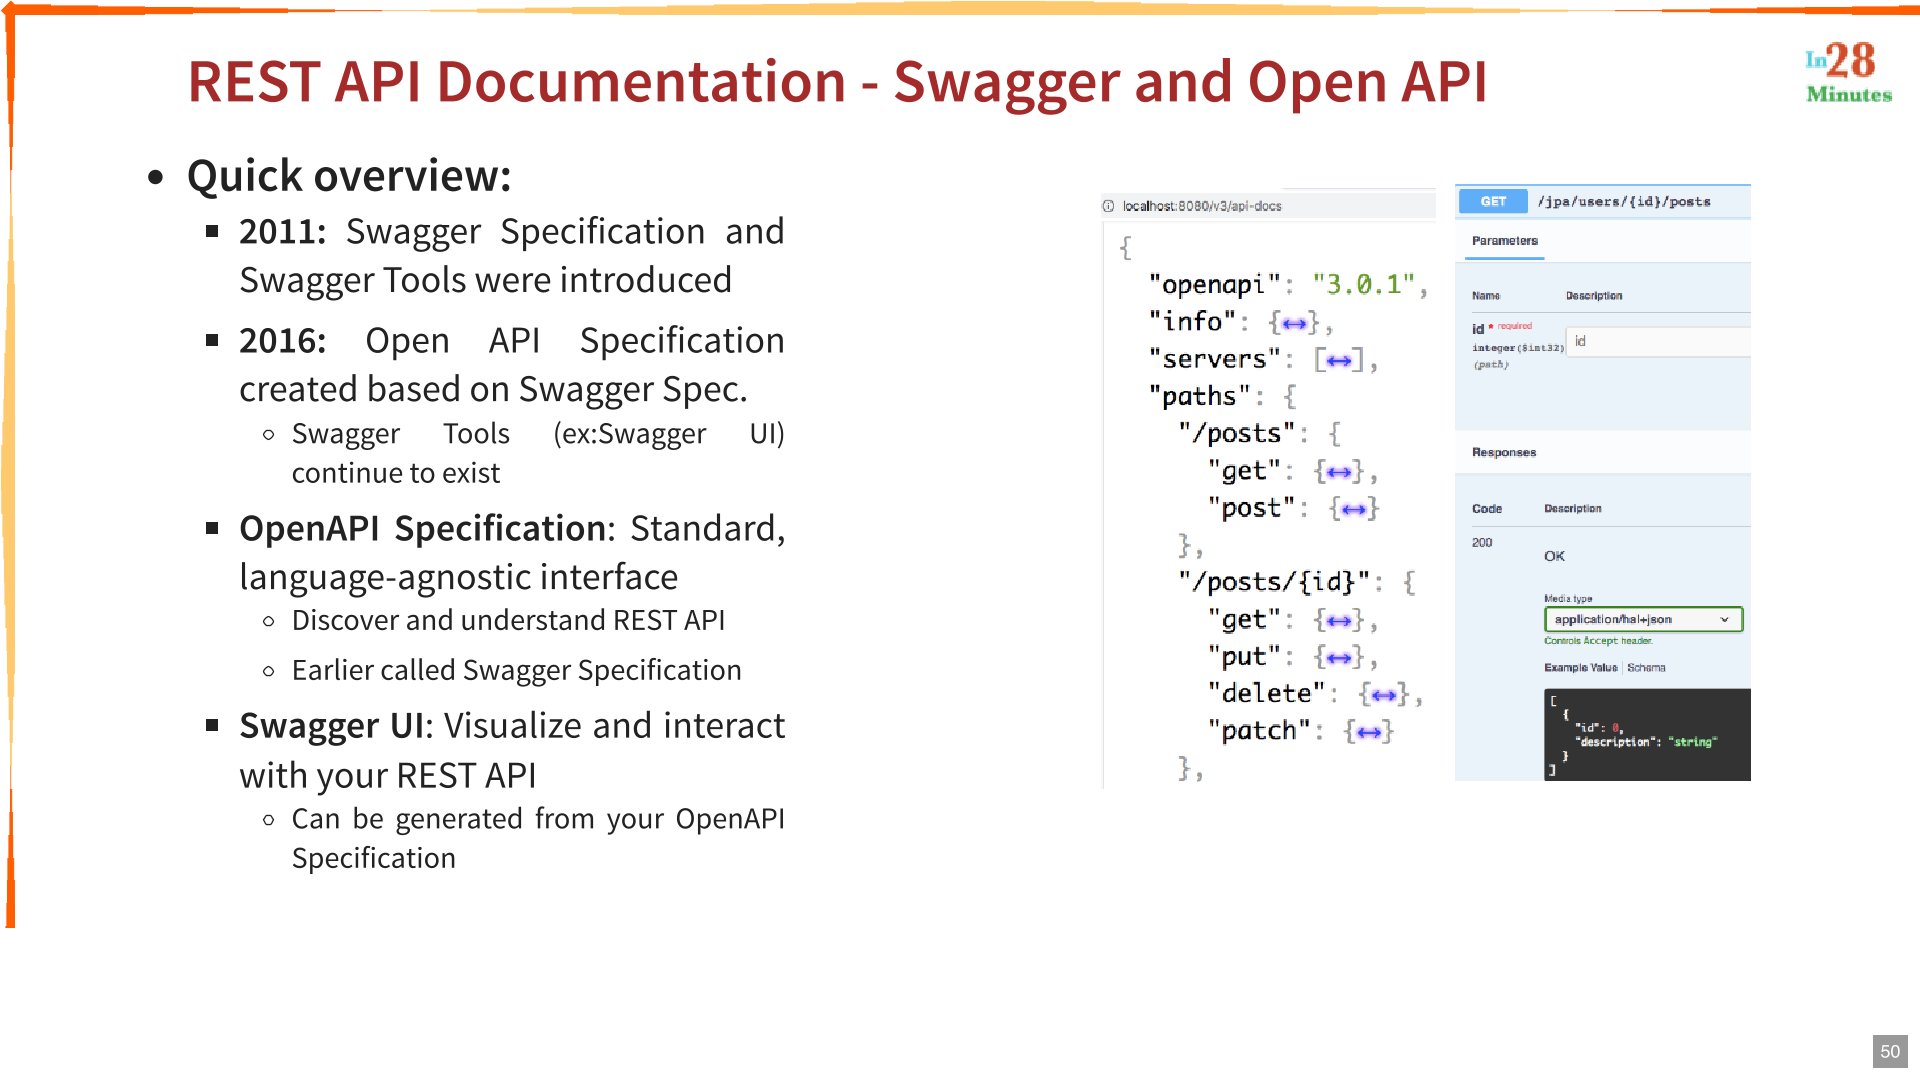 REST API Documentation - Swagger and Open API
In28
Minutes
• Quick overview:
▪ 2011: Swagger Specification and
Swagger Tools were introduced
▪ 2016: Open API Specification
created based on Swagger Spec.
○ Swagger Tools (ex:Swagger UI)
continue to exist
▪ OpenAPI Specification: Standard,
language-agnostic interface
○ Discover and understand REST API
○ Earlier called Swagger Specification
▪ Swagger UI: Visualize and interact
with your REST API
○ Can be generated from your OpenAPI
Specification
localhost:8080/v3/api-docs
{
"openapi": "3.0.1",
"info": {↔},
"servers": [↔],
"paths": {
"/posts": {
"get": {↔},
"post": {↔}
},
"/posts/{id}": {
"get": {↔},
"put": {↔},
"delete": {↔},
"patch": {↔}
},
GET /jpa/users/{id}/posts
Parameters
Name Description
id * required
integer($int32)
(path)
id
Responses
Code Description
200
OK
Media type
application/hal+json
Controls Accept header.
Example Value | Schema
[
{
"id": 0,
"description": "string"
}
]
50